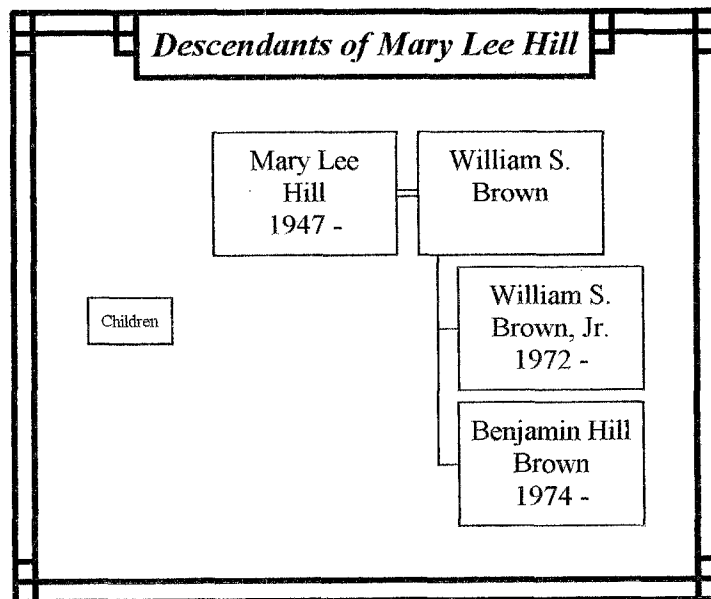 Descendants of Mary Lee Hill
Mary Lee
Hill
1947 -
William S.
Brown
Children
William S.
Brown, Jr.
1972 -
Benjamin Hill
Brown
1974 -